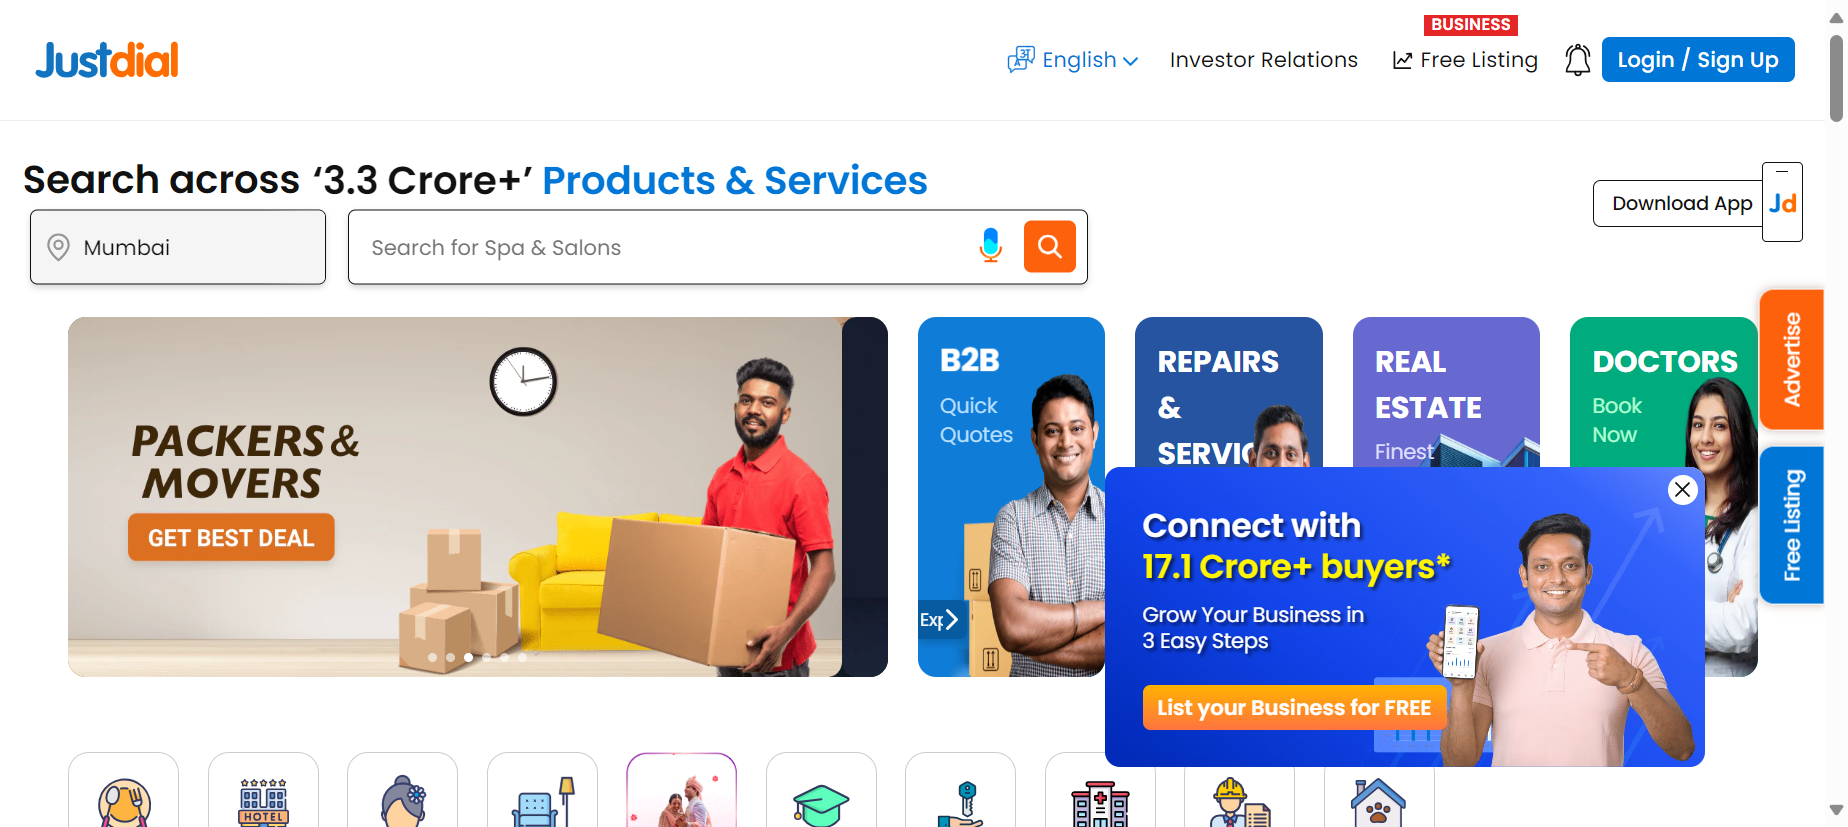 BUSINESS
Justdial
English
Investor Relations
Free Listing
Login / Sign Up
Search across ‘3.3 Crore+’ Products & Services
Download App
Jd
Mumbai
Search for Spa & Salons
Advertise
Free Listing
PACKERS &
MOVERS
GET BEST DEAL
B2B
Quick
Quotes
REPAIRS
&
REAL
ESTATE
Finest
DOCTORS
Book
Now
Connect with
17.1 Crore+ buyers*
Grow Your Business in
3 Easy Steps
List your Business for FREE
HOTEL